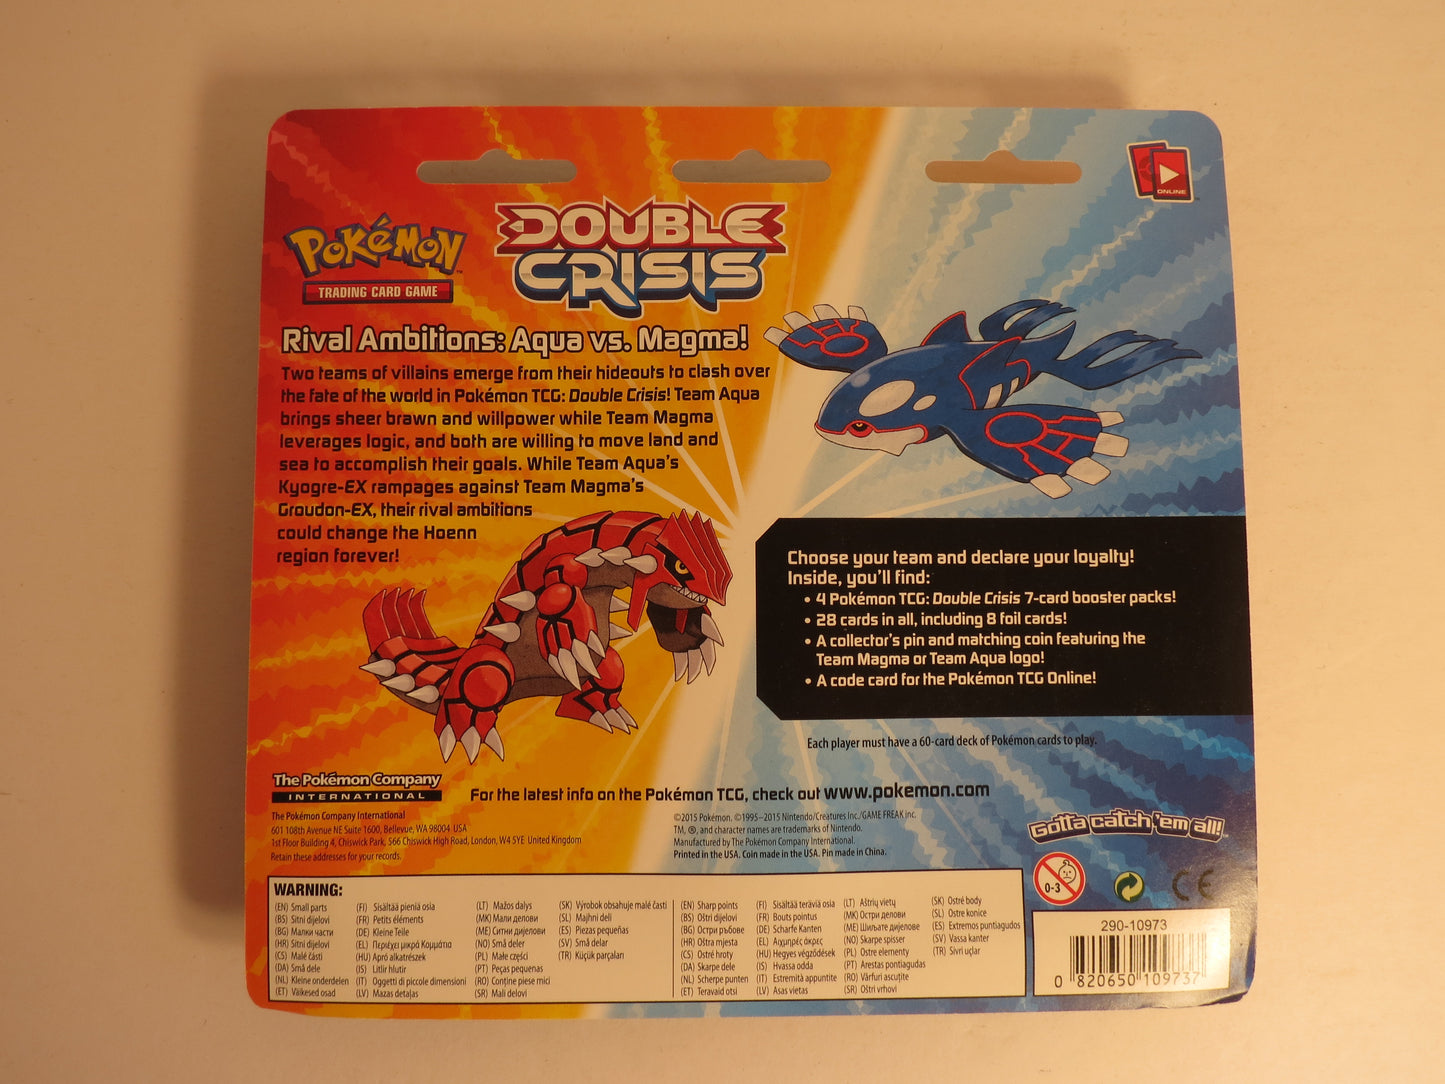 ONLINE
POKéMON
TRADING CARD GAME
DOUBLE
CRISIS
Rival Ambitions: Aqua vs. Magma!
Two teams of villains emerge from their hideouts to clash over
the fate of the world in Pokémon TCG: Double Crisis! Team Aqua
brings sheer brawn and willpower while Team Magma
leverages logic, and both are willing to move land and
sea to accomplish their goals. While Team Aqua's
Kyogre-EX rampages against Team Magma's
Groudon-EX, their rival ambitions
could change the Hoenn
region forever!
Choose your team and declare your loyalty!
Inside, you'll find:
• 4 Pokémon TCG: Double Crisis 7-card booster packs!
• 28 cards in all, including 8 foil cards!
• A collector's pin and matching coin featuring the
Team Magma or Team Aqua logo!
• A code card for the Pokémon TCG Online!
Each player must have a 60-card deck of Pokémon cards to play.
The Pokémon Company
INTERNATIONAL
For the latest info on the Pokémon TCG, check out www.pokemon.com
The Pokémon Company International
601 108th Avenue NE Suite 1600, Bellevue, WA 98004 USA
1st Floor Building 4, Chiswick Park, 566 Chiswick High Road, London, W4 5YE United Kingdom
Retain these addresses for your records.
©2015 Pokémon. ©1995–2015 Nintendo/Creatures Inc./GAME FREAK inc.
TM, ®, and character names are trademarks of Nintendo.
Manufactured by The Pokémon Company International.
Printed in the USA. Coin made in the USA. Pin made in China.
Gotta catch 'em all!
0-3
CE
WARNING:
(EN) Small parts
(BS) Sitni dijelovi
(BG) Малки части
(HR) Sitni dijelovi
(CS) Malé části
(DA) Små dele
(NL) Kleine onderdelen
(ET) Väikesed osad
(FI) Sisältää pieniä osia
(FR) Petits éléments
(DE) Kleine Teile
(EL) Περιέχει μικρά Κομμάτια
(HU) Apró alkatrészek
(IS) Litlir hlutir
(IT) Oggetti di piccole dimensioni
(LV) Mazas detaļas
(LT) Mažos dalys
(MK) Мали делови
(ME) Ситни дијелови
(NO) Små deler
(PL) Małe części
(PT) Peças pequenas
(RO) Conține piese mici
(SR) Mali delovi
(SK) Výrobok obsahuje malé časti
(SL) Majhni deli
(ES) Piezas pequeñas
(SV) Små delar
(TR) Küçük parçaları
(EN) Sharp points
(BS) Oštri dijelovi
(BG) Остри ръбове
(HR) Oštra mjesta
(CS) Ostré hroty
(DA) Skarpe dele
(NL) Scherpe punten
(ET) Teravaid otsi
(FI) Sisältää teräviä osia
(FR) Bouts pointus
(DE) Scharfe Kanten
(EL) Αιχμηρές άκρες
(HU) Hegyes végződések
(IS) Hvassa odda
(IT) Estremità appuntite
(LV) Asas vietas
(LT) Aštrių vietų
(MK) Остри делови
(ME) Шиљате дијелове
(NO) Skarpe spisser
(PL) Ostre elementy
(PT) Arestas pontiagudas
(RO) Vârfuri ascuțite
(SR) Oštri vrhovi
(SK) Ostré body
(SL) Ostre konice
(ES) Extremos puntiagudos
(SV) Vassa kanter
(TR) Sivri uçlar
290-10973
0 820650 109737